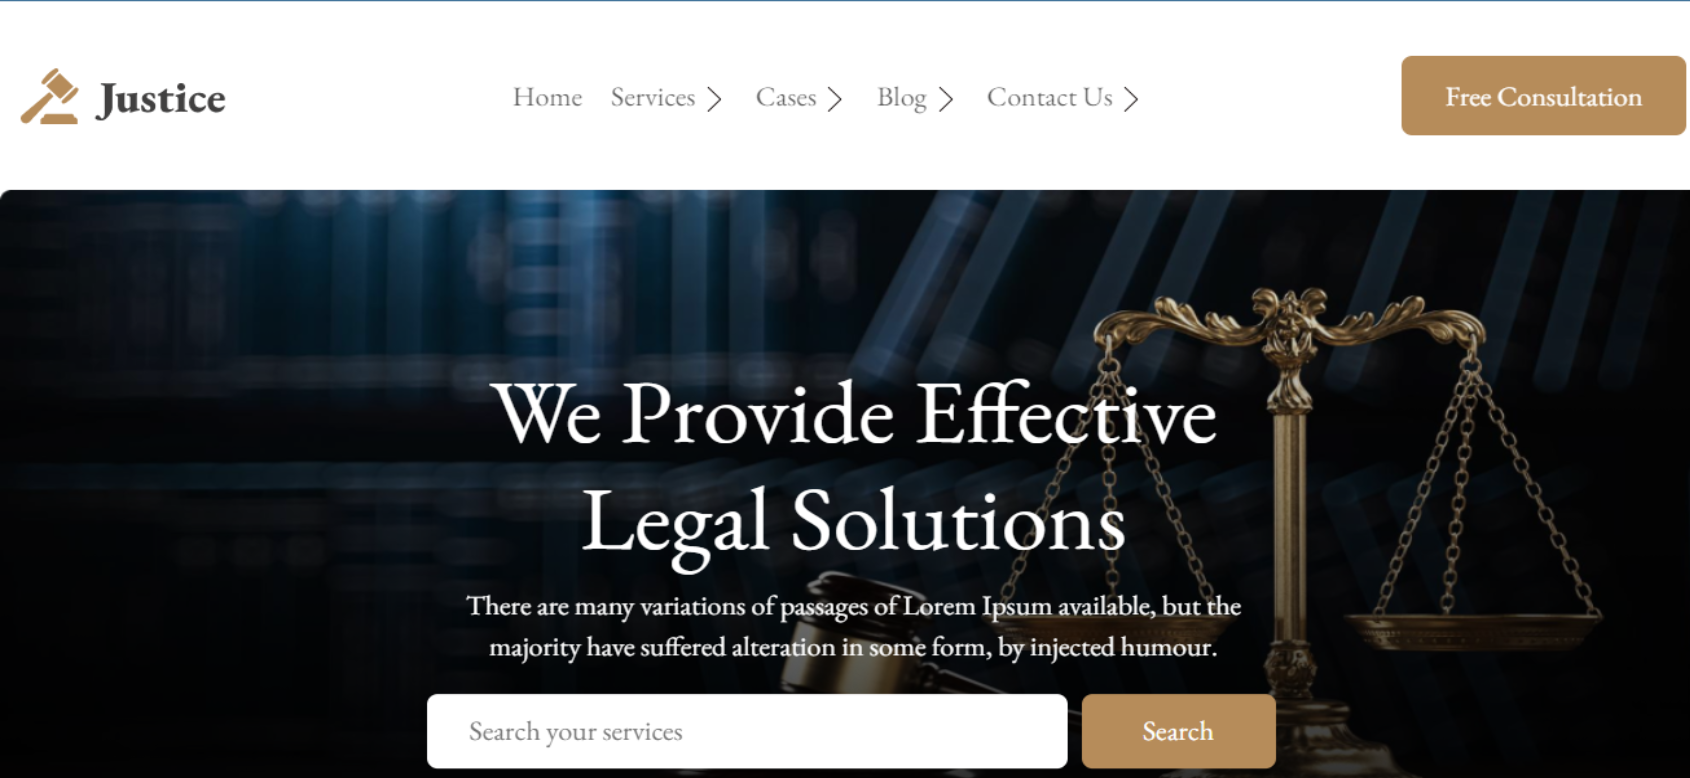 Justice
Home Services Cases Blog Contact Us
Free Consultation
We Provide Effective
Legal Solutions
There are many variations of passages of Lorem Ipsum available, but the
majority have suffered alteration in some form, by injected humour.
Search your services
Search